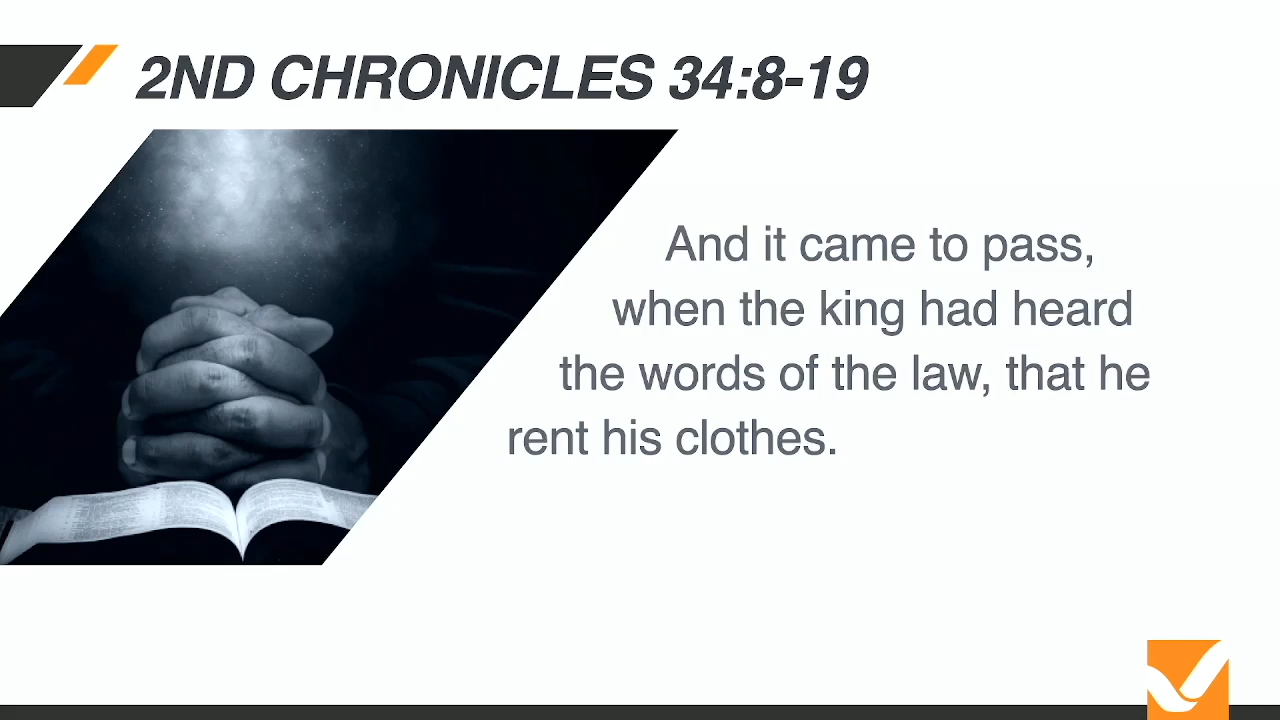 2ND CHRONICLES 34:8-19
And it came to pass,
when the king had heard
the words of the law, that he
rent his clothes.